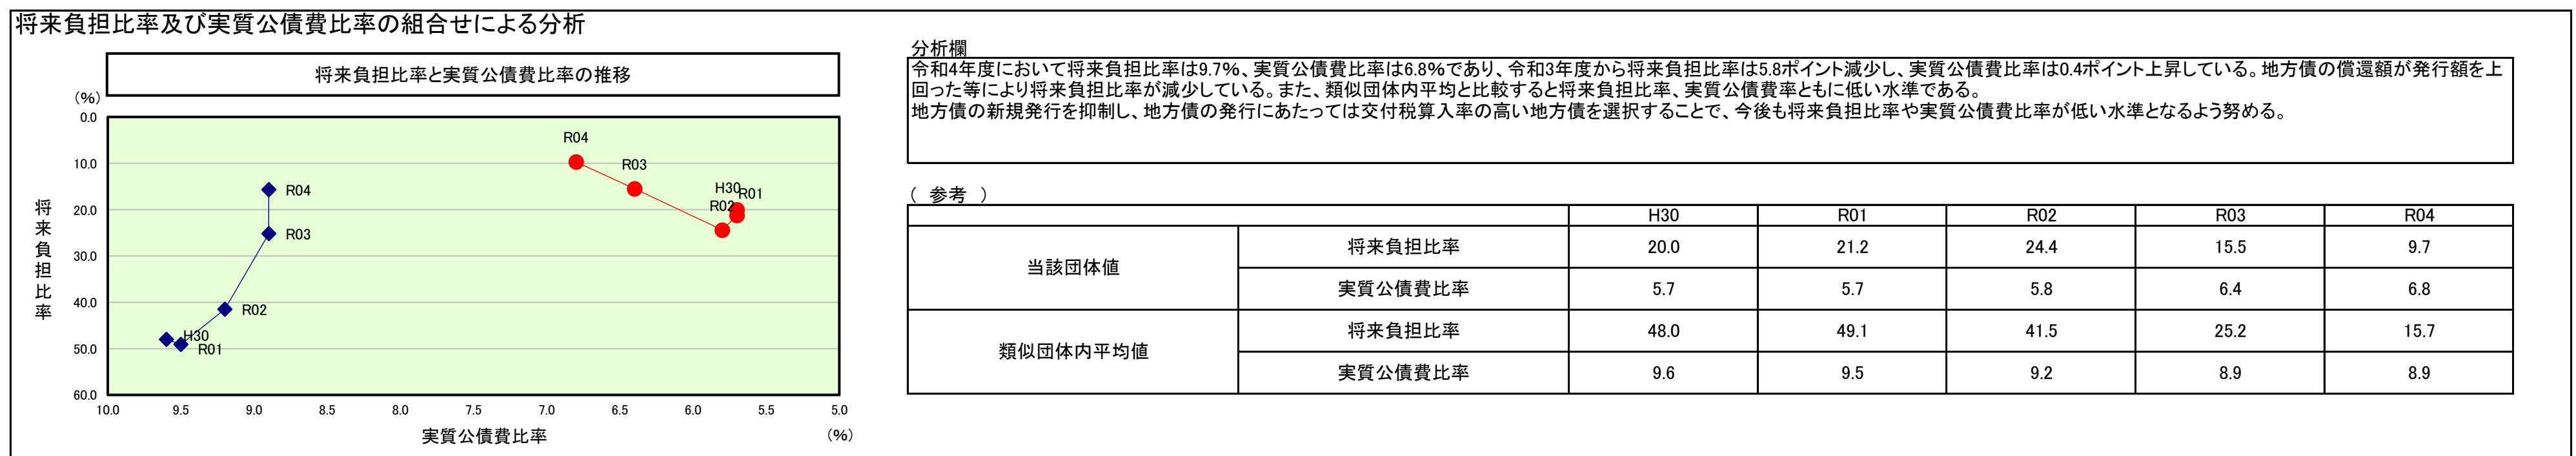 将来負担比率及び実質公債費比率の組合せによる分析
将来負担比率と実質公債費比率の推移
(%)
0.0
10.0
20.0
30.0
40.0
50.0
60.0
将来負担比率
R04
R03
H30
R01
R02
R04
R03
R02
H30
R01
10.0 9.5 9.0 8.5 8.0 7.5 7.0 6.5 6.0 5.5 5.0
実質公債費比率
(%)
分析欄
令和4年度において将来負担比率は9.7%、実質公債費比率は6.8%であり、令和3年度から将来負担比率は5.8ポイント減少し、実質公債費比率は0.4ポイント上昇している。地方債の償還額が発行額を上
回った等により将来負担比率が減少している。また、類似団体内平均と比較すると将来負担比率、実質公債費率ともに低い水準である。
地方債の新規発行を抑制し、地方債の発行にあたっては交付税算入率の高い地方債を選択することで、今後も将来負担比率や実質公債費比率が低い水準となるよう努める。
( 参考 )
H30 R01 R02 R03 R04
当該団体値
将来負担比率 20.0 21.2 24.4 15.5 9.7
実質公債費比率 5.7 5.7 5.8 6.4 6.8
類似団体内平均値
将来負担比率 48.0 49.1 41.5 25.2 15.7
実質公債費比率 9.6 9.5 9.2 8.9 8.9